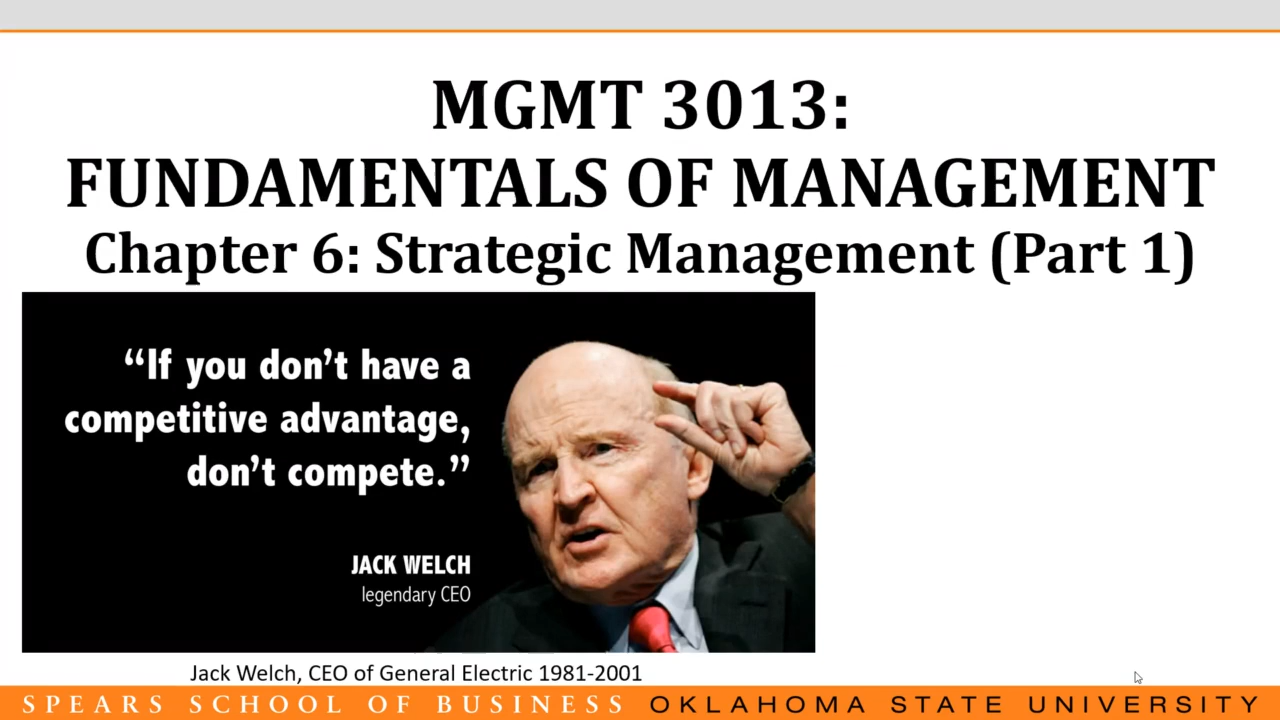 MGMT 3013:
FUNDAMENTALS OF MANAGEMENT
Chapter 6: Strategic Management (Part 1)
“If you don’t have a
competitive advantage,
don’t compete.”
JACK WELCH
legendary CEO
Jack Welch, CEO of General Electric 1981-2001
SPEARS SCHOOL OF BUSINESS OKLAHOMA STATE UNIVERSITY